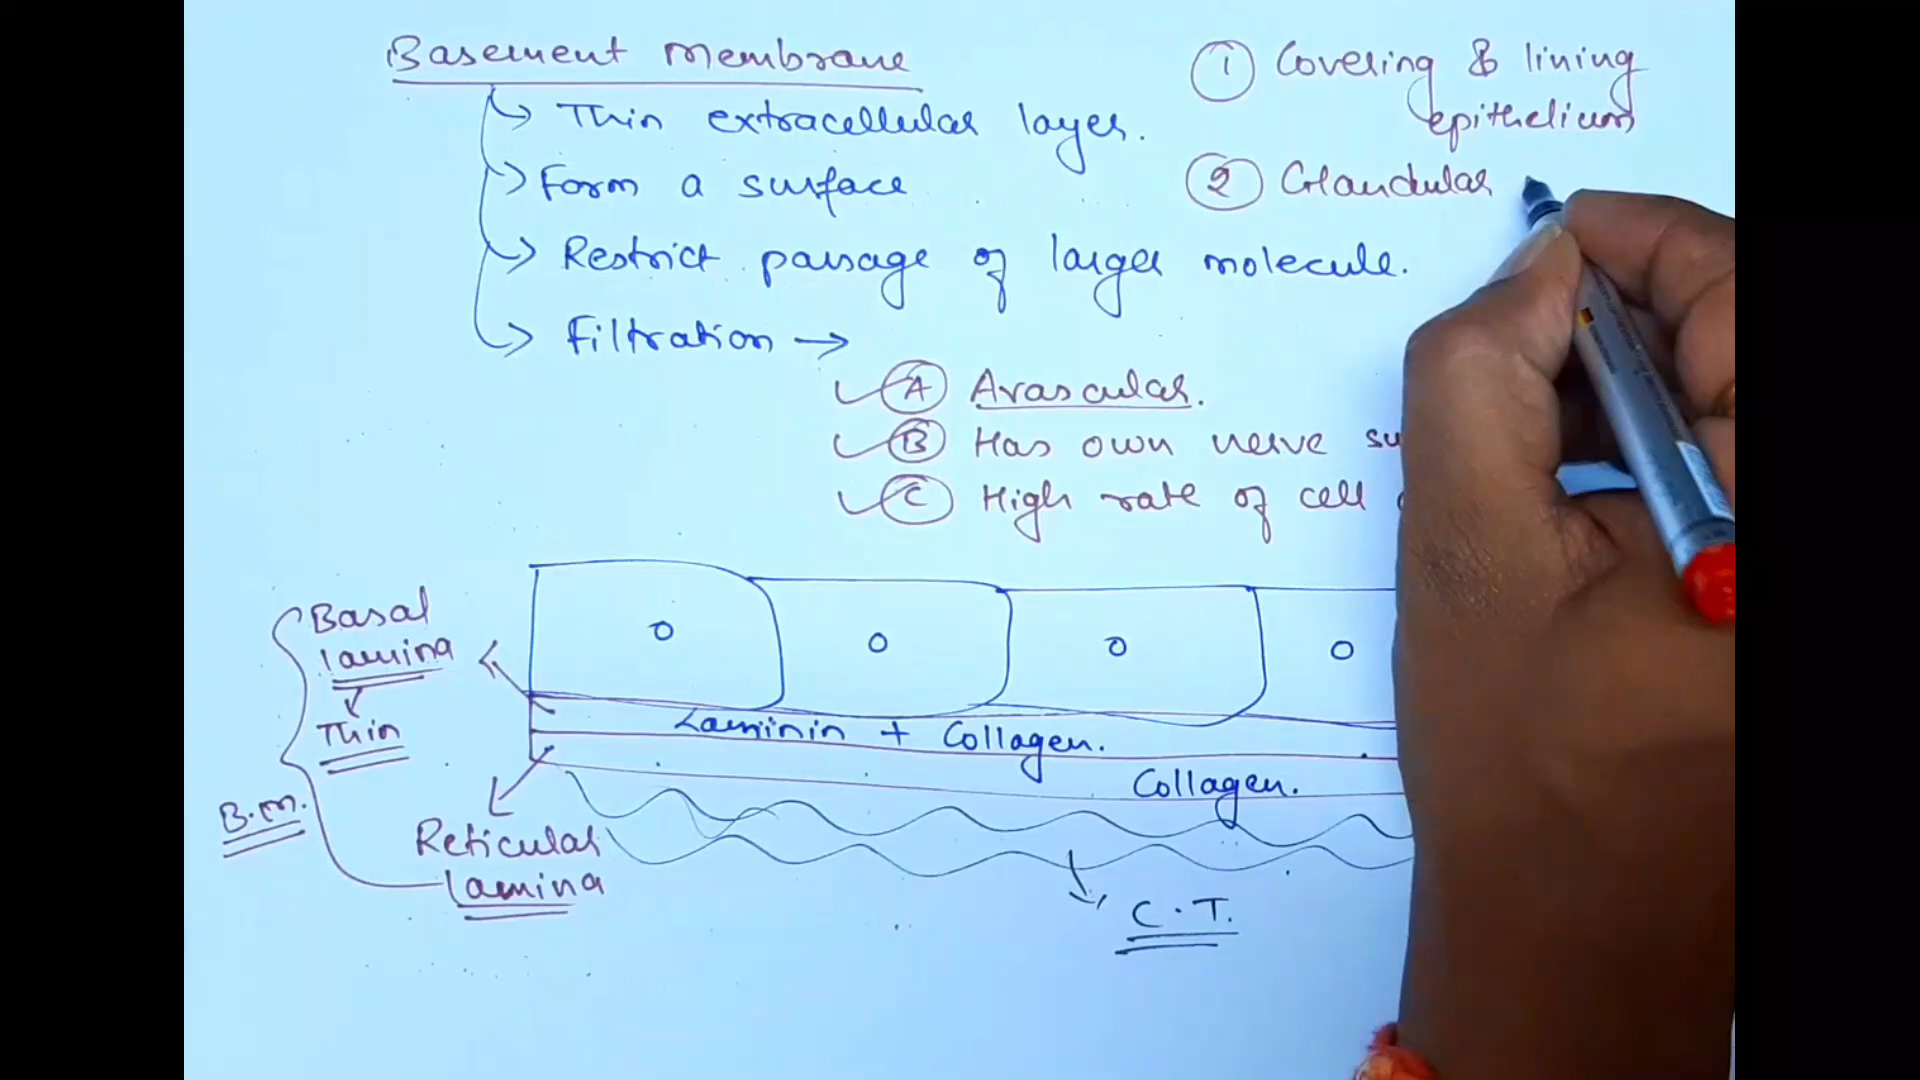 Basement membrane
Thin extracellular layer.
Form a surface
Restrict passage of larger molecule.
Filtration →
1 Covering & lining
epithelium
2 Glandular
A Avascular.
B Has own nerve
C High rate of cell
Basal
lamina
Thin
B.M.
Reticular
lamina
Laminin + Collagen.
Collagen.
C.T.